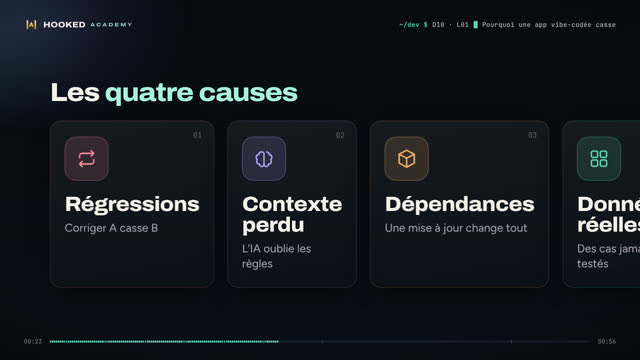 HOOKED ACADEMY
~/dev $ D10 · L01 Pourquoi une app vibe-codée casse
Les quatre causes
01
Régressions
Corriger A casse B
02
Contexte
perdu
L'IA oublie les
règles
03
Dépendances
Une mise à jour change tout
Donné
réelles
Des cas jama
testés
00:23
00:56